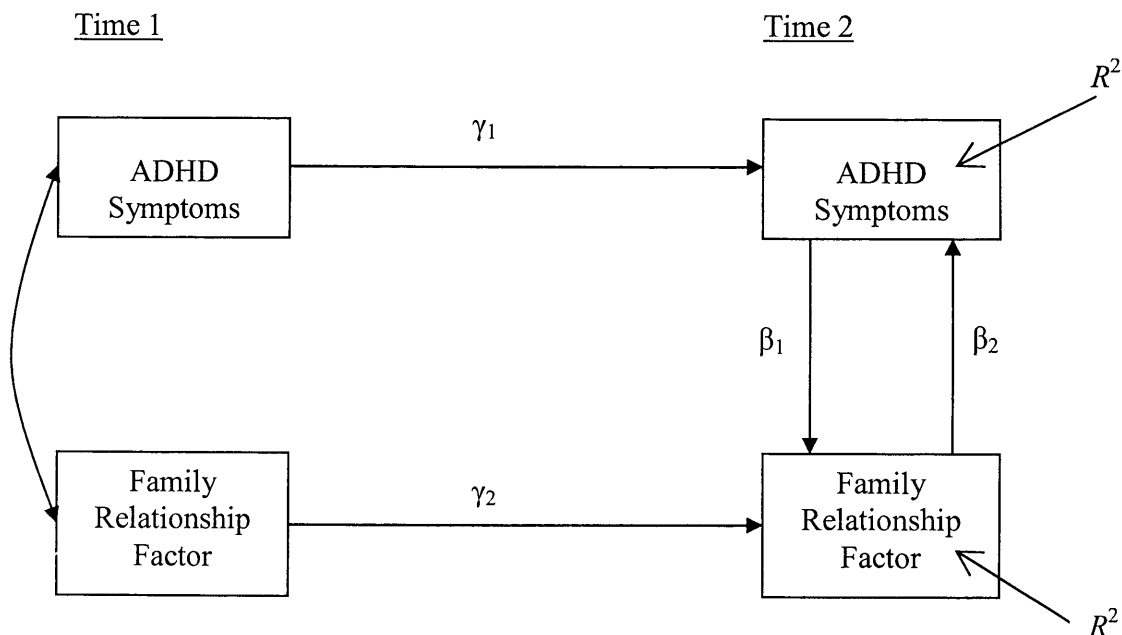 Time 1
Time 2
R²
γ₁
ADHD
Symptoms
ADHD
Symptoms
β₁
β₂
Family
Relationship
Factor
γ₂
Family
Relationship
Factor
R²